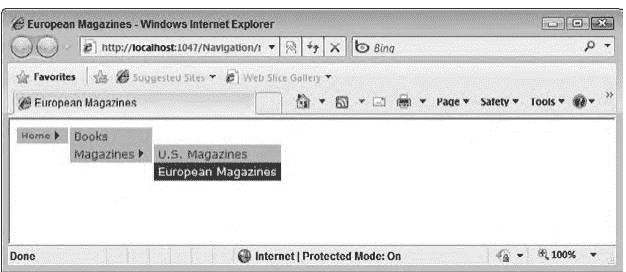 European Magazines - Windows Internet Explorer
http://localhost:1047/Navigation/
Bing
Favorites Suggested Sites Web Slice Gallery
European Magazines Page Safety Tools
Home Books
Magazines U.S. Magazines
European Magazines
Done Internet | Protected Mode: On 100%